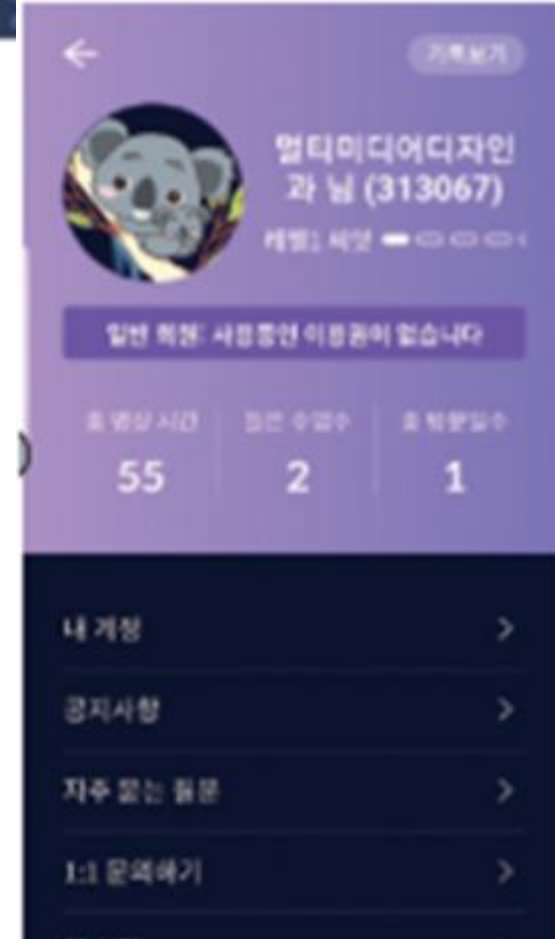 기록보기
멀티미디어디자인
과 님 (313067)
레벨1 씨앗
일반 회원: 사용중인 이용권이 없습니다
총 명상 시간
들은 수업수
총 방문일수
55
2
1
내 계정
공지사항
자주 묻는 질문
1:1 문의하기